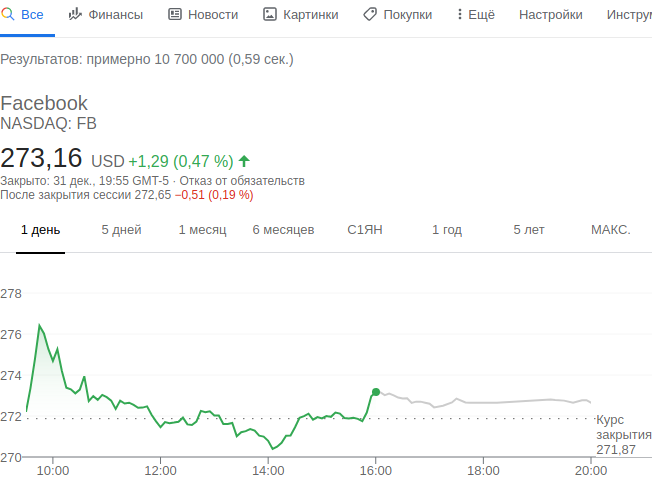 Все Финансы Новости Картинки Покупки Ещё Настройки Инструм
Результатов: примерно 10 700 000 (0,59 сек.)
Facebook
NASDAQ: FB
273,16 USD +1,29 (0,47 %)
Закрыто: 31 дек., 19:55 GMT-5 · Отказ от обязательств
После закрытия сессии 272,65 −0,51 (0,19 %)
1 день 5 дней 1 месяц 6 месяцев С1ЯН 1 год 5 лет МАКС.
278
276
274
272
Курс
закрытия
271,87
270
10:00 12:00 14:00 16:00 18:00 20:00